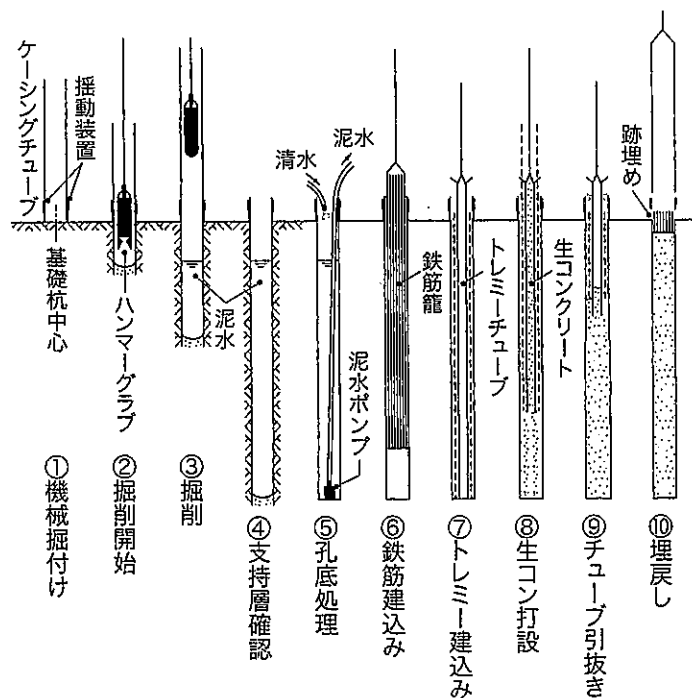 ケーシングチューブ
揺動装置
基礎杭中心
ハンマーグラブ
泥水
清水
泥水
泥水ポンプ
鉄筋籠
トレミーチューブ
生コンクリート
跡埋め
①機械掘付け
②掘削開始
③掘削
④支持層確認
⑤孔底処理
⑥鉄筋建込み
⑦トレミー建込み
⑧生コン打設
⑨チューブ引抜き
⑩埋戻し